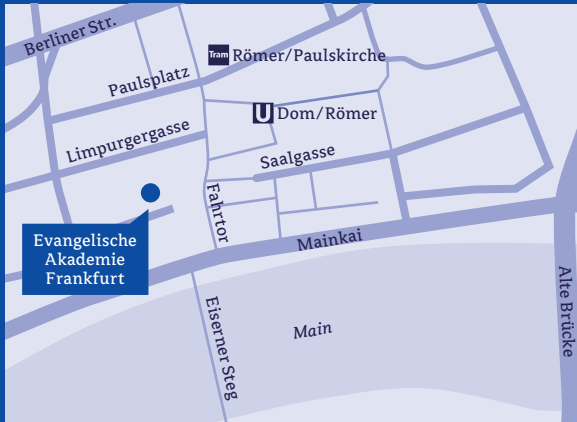 Berliner Str.
Tram Römer/Paulskirche
Paulsplatz
U Dom/Römer
Limpurgergasse
Saalgasse
Fahrtor
Evangelische
Akademie
Frankfurt
Mainkai
Alte Brücke
Eiserner Steg
Main